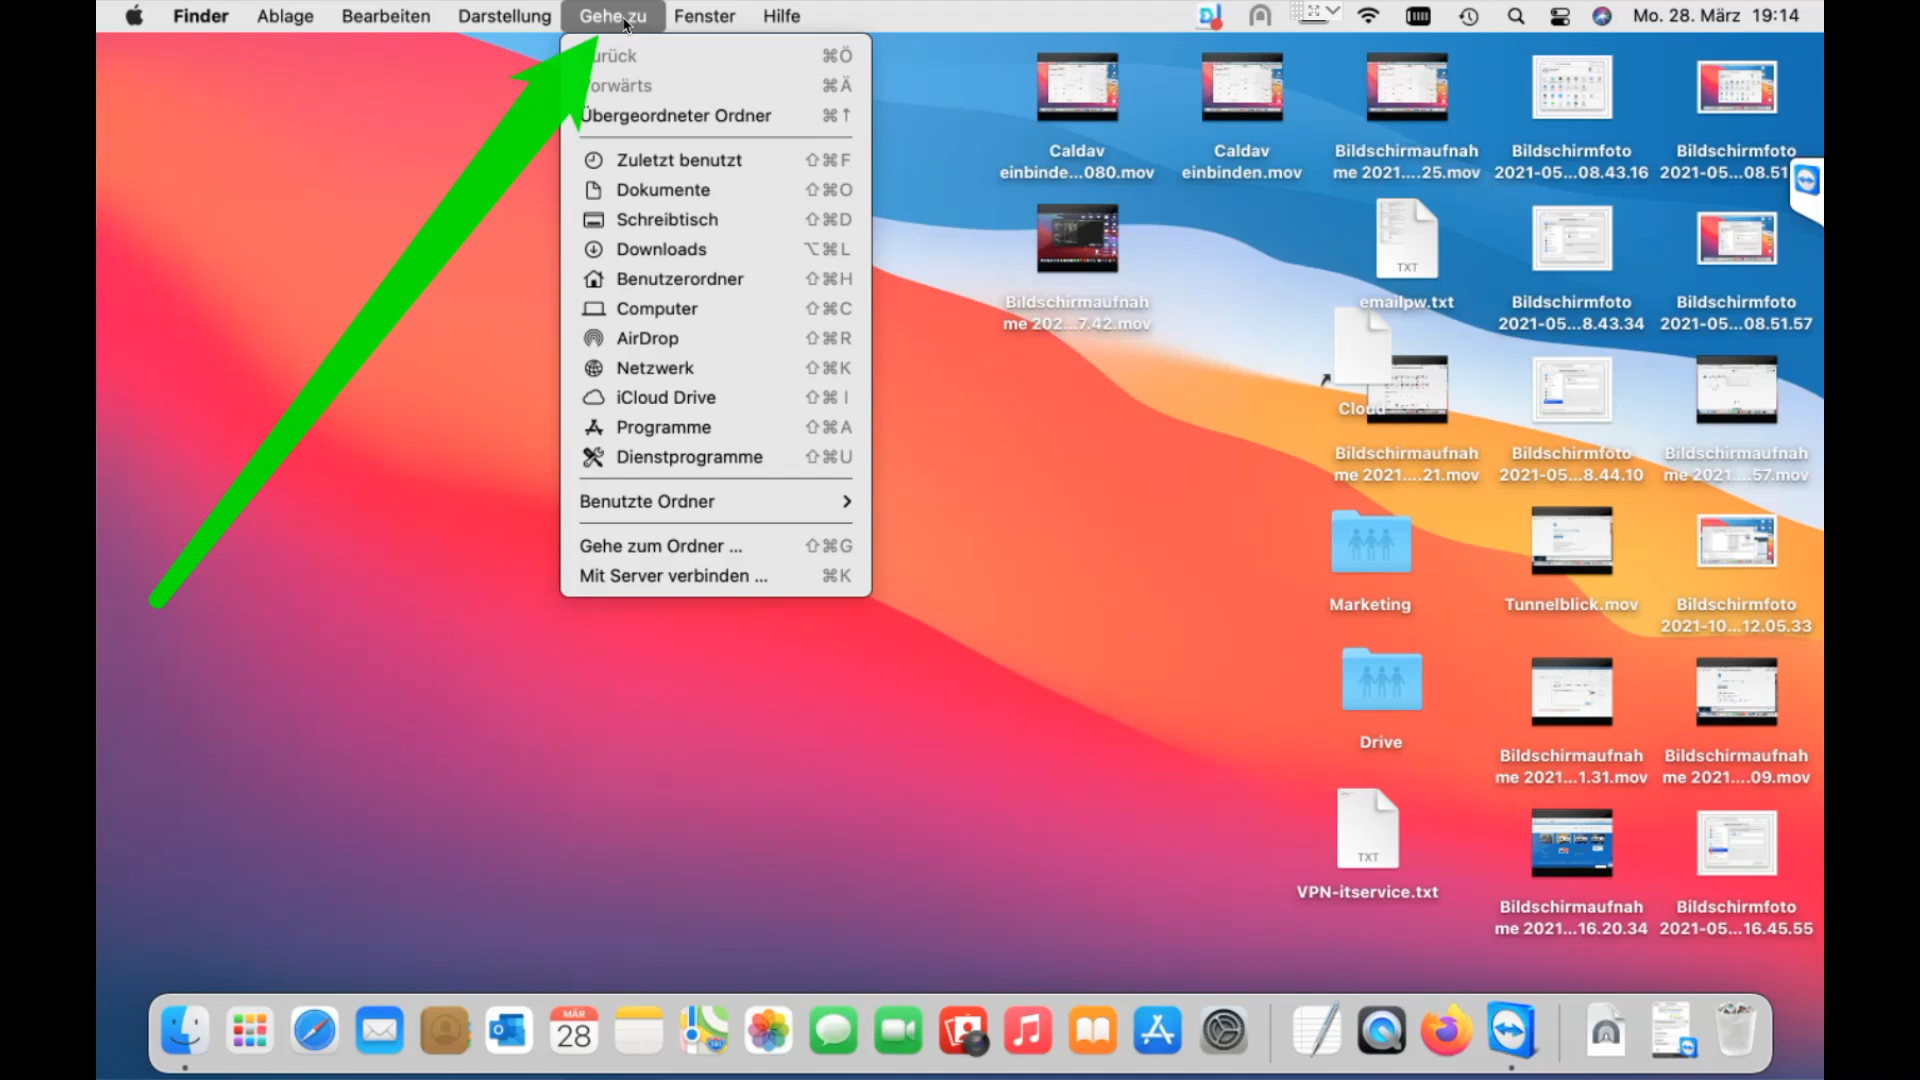 Finder Ablage Bearbeiten Darstellung Gehe zu Fenster Hilfe Mo. 28. März 19:14
urück ⌘Ö
orwärts ⌘Ä
Übergeordneter Ordner ⌘↑
Zuletzt benutzt ⇧⌘F
Dokumente ⇧⌘O
Schreibtisch ⇧⌘D
Downloads ⌥⌘L
Benutzerordner ⇧⌘H
Computer ⇧⌘C
AirDrop ⇧⌘R
Netzwerk ⇧⌘K
iCloud Drive ⇧⌘I
Programme ⇧⌘A
Dienstprogramme ⇧⌘U
Benutzte Ordner
Gehe zum Ordner ... ⇧⌘G
Mit Server verbinden ... ⌘K
Caldav
einbinde...080.mov
Caldav
einbinden.mov
Bildschirmaufnah
me 2021....25.mov
Bildschirmfoto
2021-05...08.43.16
Bildschirmfoto
2021-05...08.51
Bildschirmaufnah
me 202...7.42.mov
TXT
emailpw.txt
Bildschirmfoto
2021-05...8.43.34
Bildschirmfoto
2021-05...08.51.57
Cloud
Bildschirmaufnah
me 2021....21.mov
Bildschirmfoto
2021-05...8.44.10
Bildschirmaufnah
me 2021....57.mov
Marketing
Tunnelblick.mov
Bildschirmfoto
2021-10...12.05.33
Drive
Bildschirmaufnah
me 2021...1.31.mov
Bildschirmaufnah
me 2021....09.mov
TXT
VPN-itservice.txt
Bildschirmaufnah
me 2021...16.20.34
Bildschirmfoto
2021-05...16.45.55
MÄR
28